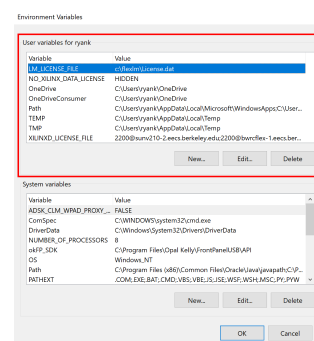 Environment Variables
User variables for ryank
Variable Value
LM_LICENSE_FILE c:\flexlm\License.dat
NO_XILINX_DATA_LICENSE HIDDEN
OneDrive C:\Users\ryank\OneDrive
OneDriveConsumer C:\Users\ryank\OneDrive
Path C:\Users\ryank\AppData\Local\Microsoft\WindowsApps;C:\User...
TEMP C:\Users\ryank\AppData\Local\Temp
TMP C:\Users\ryank\AppData\Local\Temp
XILINXD_LICENSE_FILE 2200@sunv210-2.eecs.berkeley.edu;2200@bwrcflex-1.eecs.ber...
New... Edit... Delete
System variables
Variable Value
ADSK_CLM_WPAD_PROXY_... FALSE
ComSpec C:\WINDOWS\system32\cmd.exe
DriverData C:\Windows\System32\Drivers\DriverData
NUMBER_OF_PROCESSORS 8
okFP_SDK C:\Program Files\Opal Kelly\FrontPanelUSB\API
OS Windows_NT
Path C:\Program Files (x86)\Common Files\Oracle\Java\javapath;C:\P...
PATHEXT .COM;.EXE;.BAT;.CMD;.VBS;.VBE;.JS;.JSE;.WSF;.WSH;.MSC;.PY;.PYW
New... Edit... Delete
OK Cancel